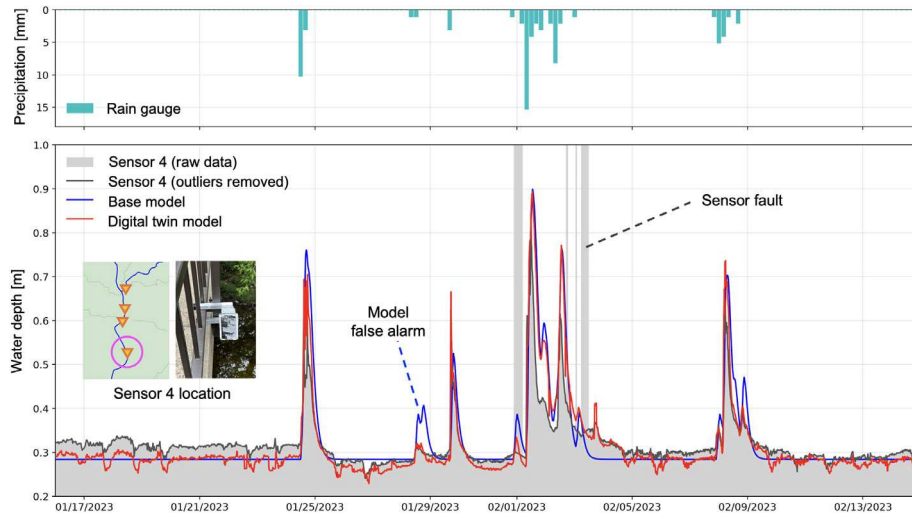 Precipitation [mm]
0
5
10
15
Rain gauge
Water depth [m]
1.0
0.9
0.8
0.7
0.6
0.5
0.4
0.3
0.2
Sensor 4 (raw data)
Sensor 4 (outliers removed)
Base model
Digital twin model
Sensor fault
Model
false alarm
Sensor 4 location
01/17/2023
01/21/2023
01/25/2023
01/29/2023
02/01/2023
02/05/2023
02/09/2023
02/13/2023